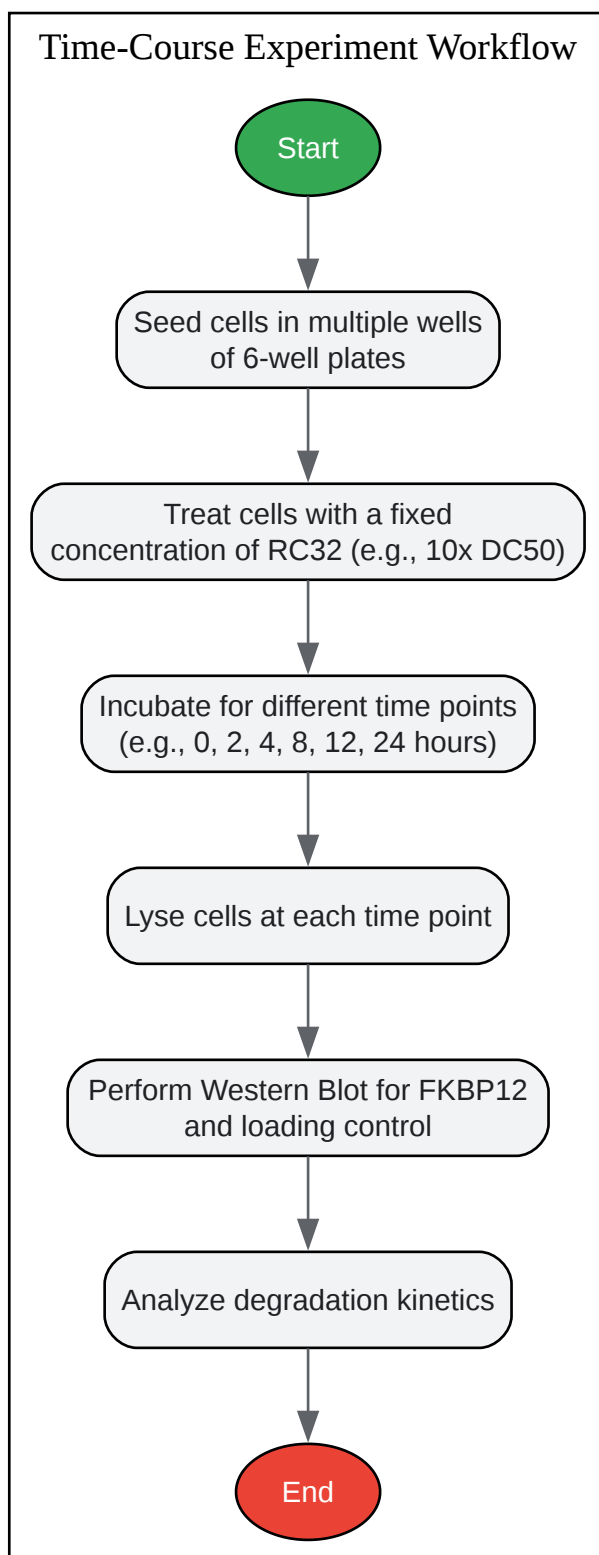 Time-Course Experiment Workflow
Start
Seed cells in multiple wells
of 6-well plates
Treat cells with a fixed
concentration of RC32 (e.g., 10x DC50)
Incubate for different time points
(e.g., 0, 2, 4, 8, 12, 24 hours)
Lyse cells at each time point
Perform Western Blot for FKBP12
and loading control
Analyze degradation kinetics
End